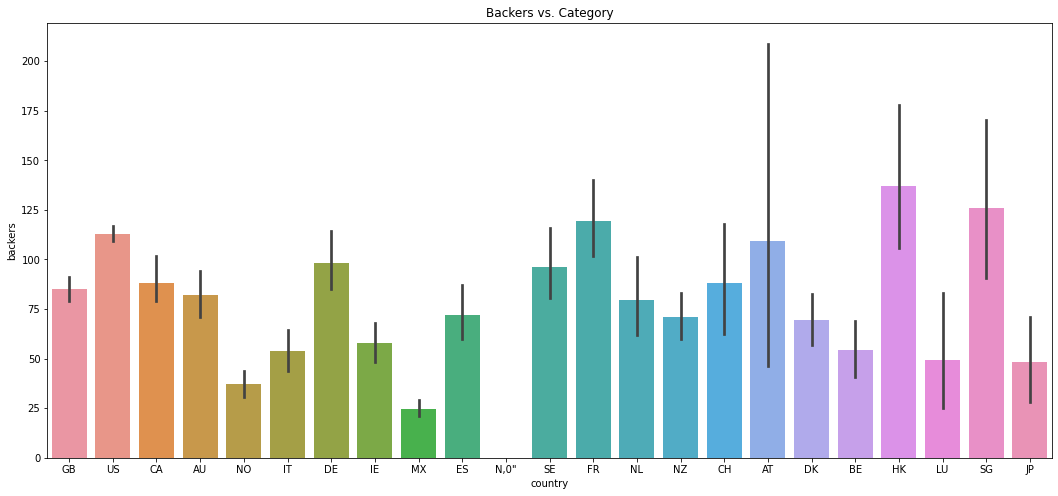 Backers vs. Category
backers
200
175
150
125
100
75
50
25
0
GB US CA AU NO IT DE IE MX ES N,0" SE FR NL NZ CH AT DK BE HK LU SG JP
country